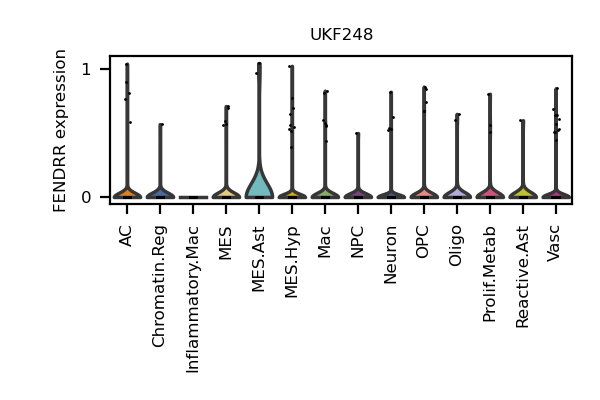 UKF248
FENDRR expression
1
0
AC
Chromatin.Reg
Inflammatory.Mac
MES
MES.Ast
MES.Hyp
Mac
NPC
Neuron
OPC
Oligo
Prolif.Metab
Reactive.Ast
Vasc